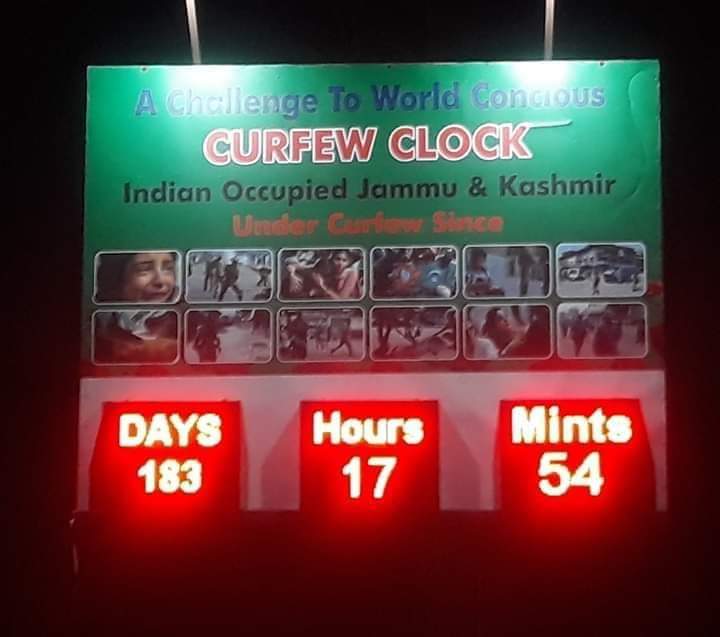 A Challenge To World Concious
CURFEW CLOCK
Indian Occupied Jammu & Kashmir
Under Curfew Since
DAYS Hours Mints
183 17 54